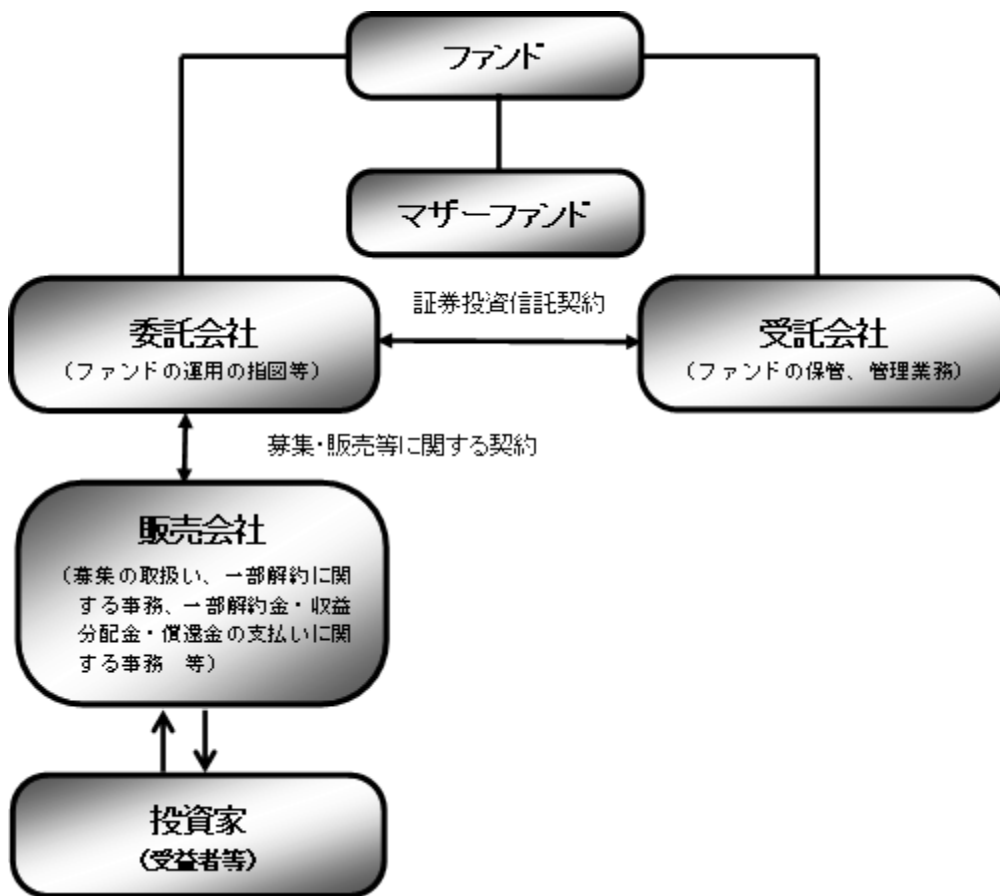 ファンド
マザーファンド
証券投資信託契約
委託会社
（ファンドの運用の指図等）
受託会社
（ファンドの保管、管理業務）
募集・販売等に関する契約
販売会社
（募集の取扱い、一部解約に関
する事務、一部解約金・収益
分配金・償還金の支払いに関
する事務　等）
投資家
（受益者等）